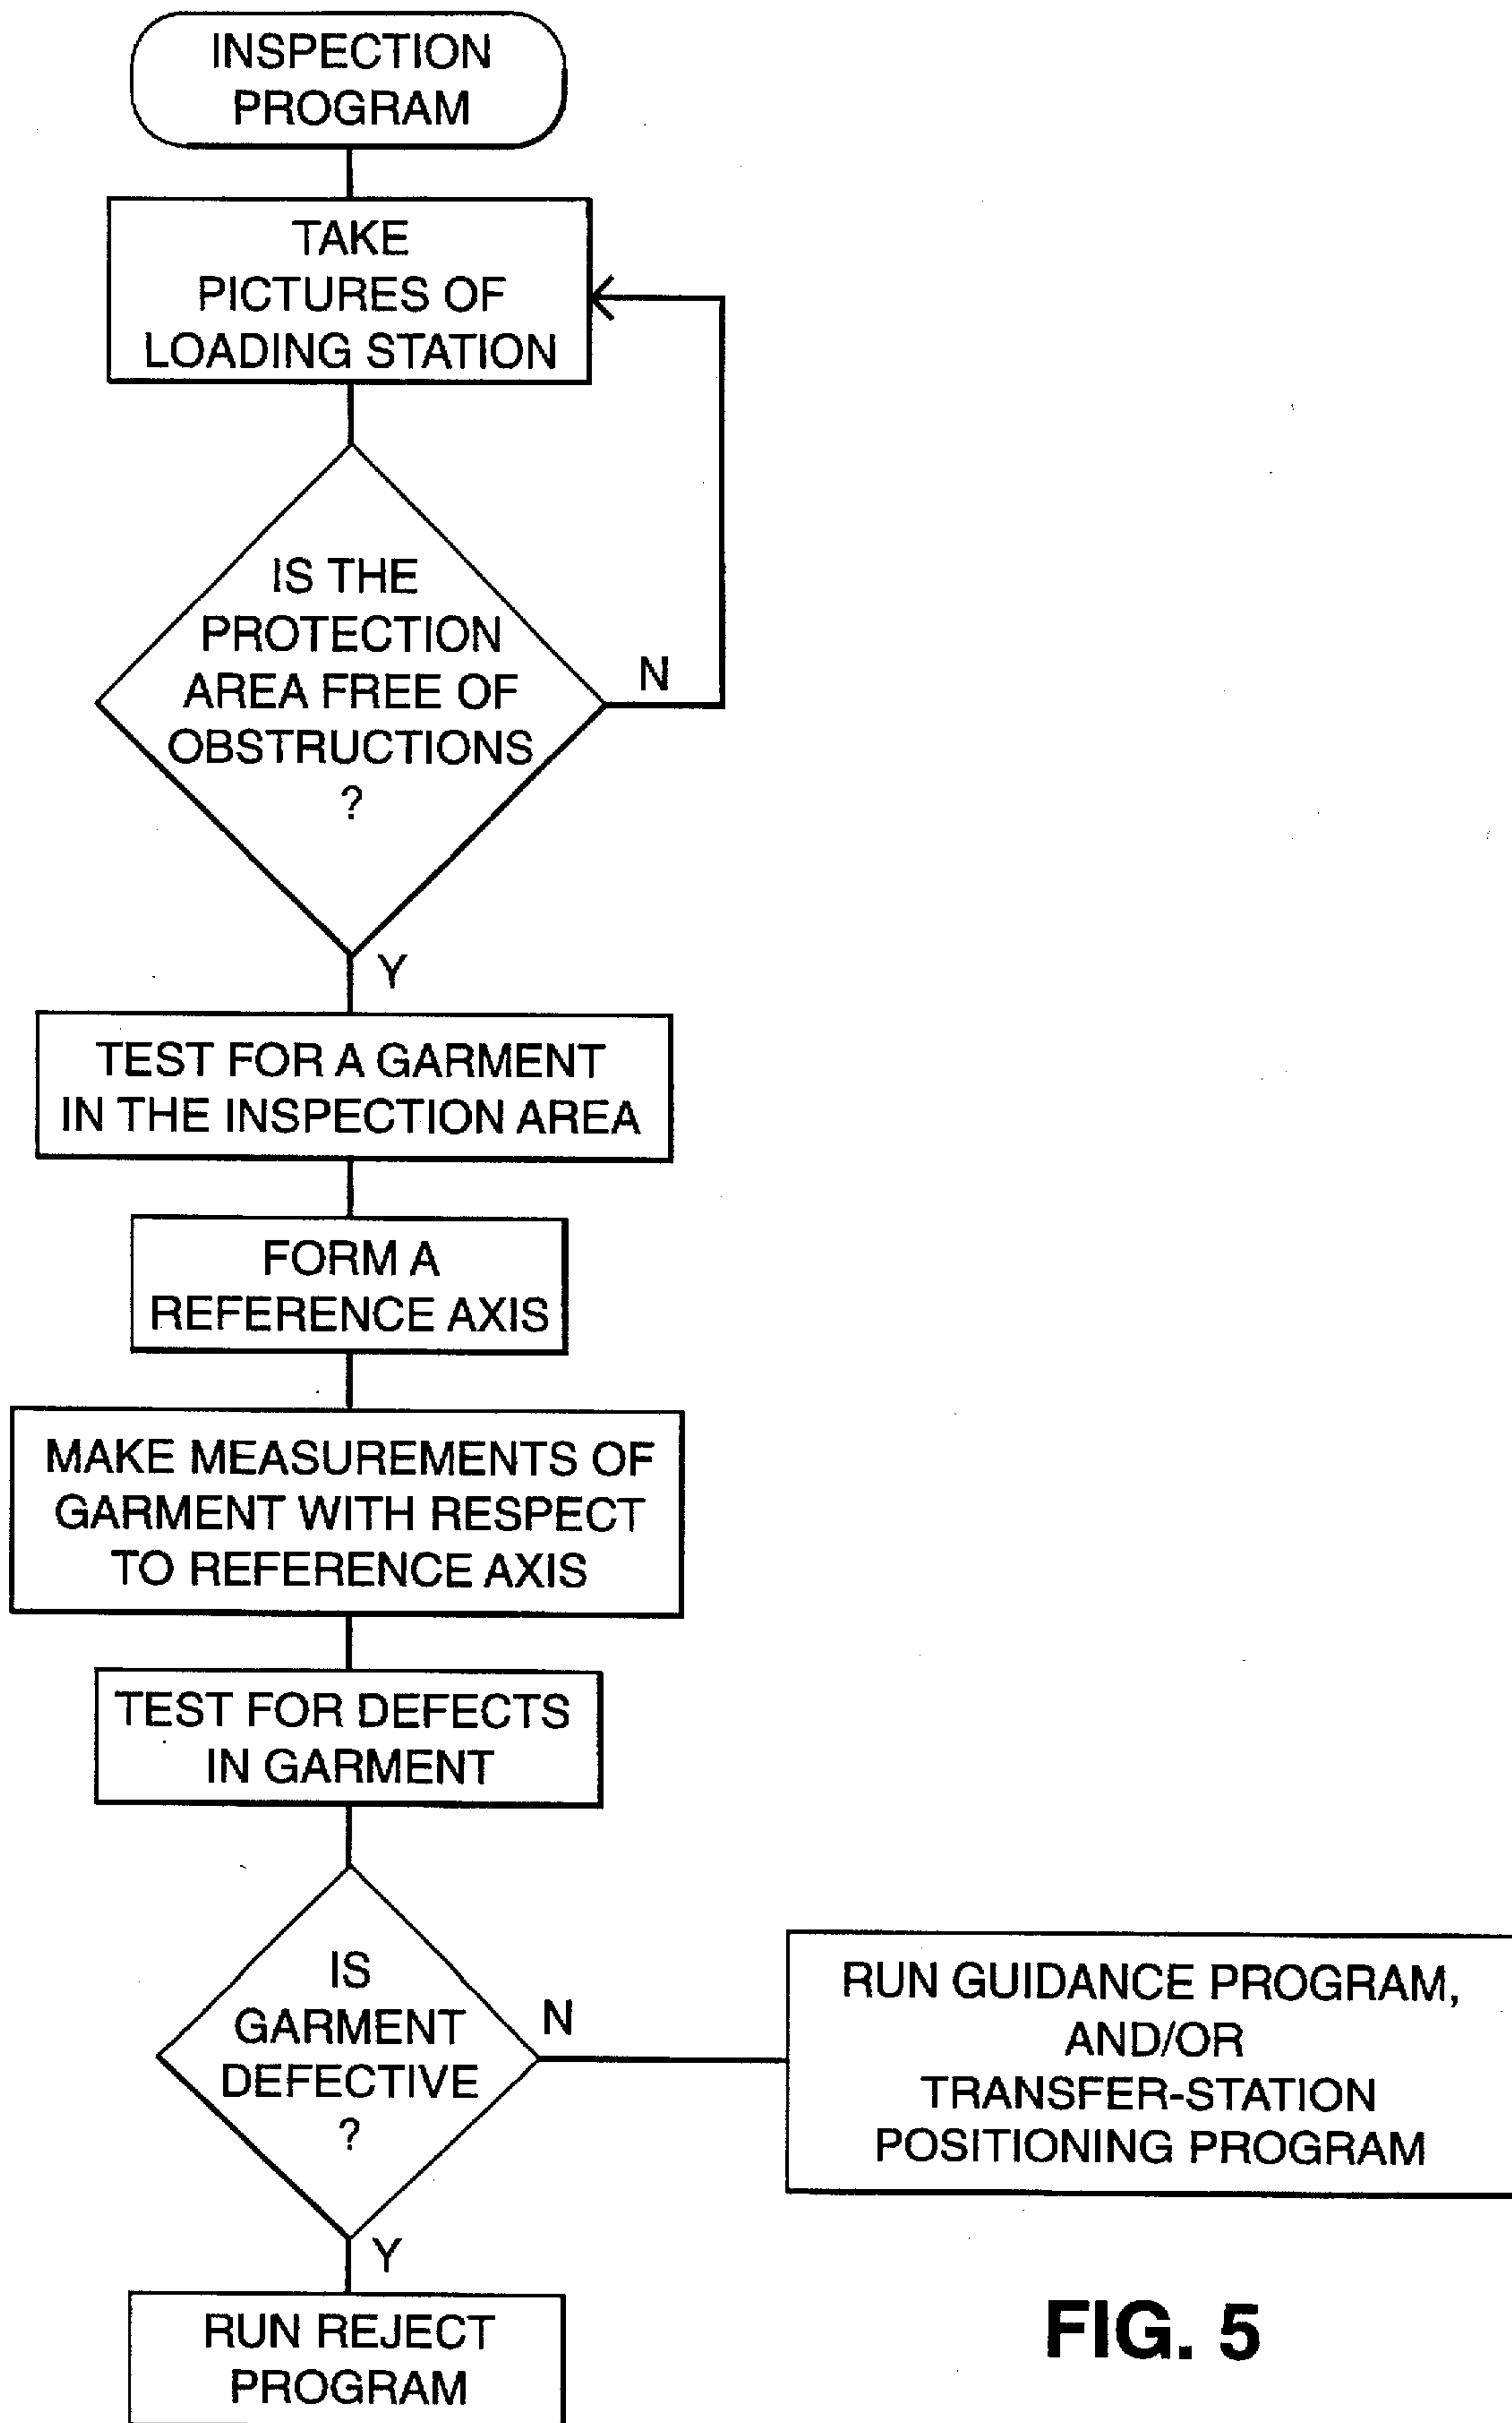 INSPECTION
PROGRAM
TAKE
PICTURES OF
LOADING STATION
IS THE
PROTECTION
AREA FREE OF
OBSTRUCTIONS
?
N
Y
TEST FOR A GARMENT
IN THE INSPECTION AREA
FORM A
REFERENCE AXIS
MAKE MEASUREMENTS OF
GARMENT WITH RESPECT
TO REFERENCE AXIS
TEST FOR DEFECTS
IN GARMENT
IS
GARMENT
DEFECTIVE
?
N
RUN GUIDANCE PROGRAM,
AND/OR
TRANSFER-STATION
POSITIONING PROGRAM
Y
RUN REJECT
PROGRAM
FIG. 5